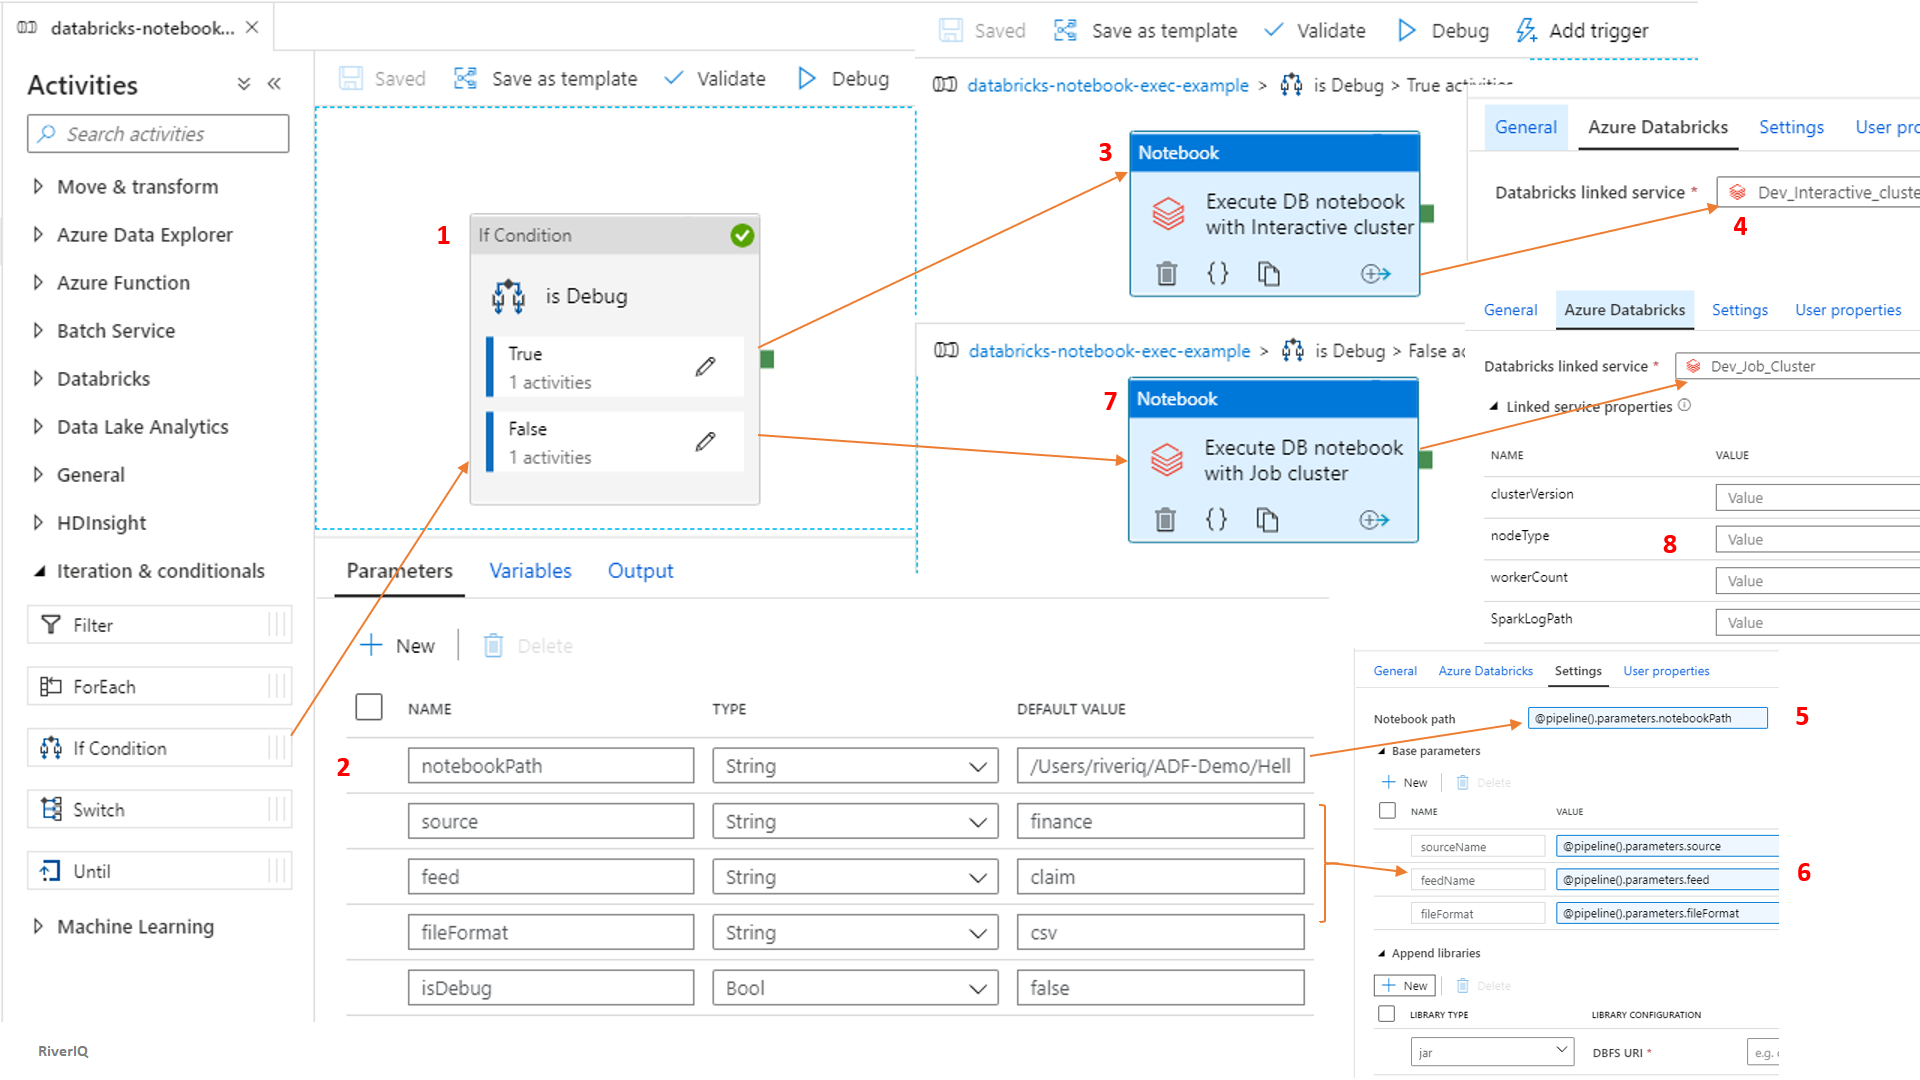 databricks-notebook...
Activities
Search activities
Move & transform
Azure Data Explorer
Azure Function
Batch Service
Databricks
Data Lake Analytics
General
HDInsight
Iteration & conditionals
Filter
ForEach
If Condition
Switch
Until
Machine Learning
RiverIQ
Saved
Save as template
Validate
Debug
1
If Condition
is Debug
True
1 activities
False
1 activities
Parameters
Variables
Output
New
Delete
NAME
TYPE
DEFAULT VALUE
2
notebookPath
String
/Users/riveriq/ADF-Demo/Hell
source
String
finance
feed
String
claim
fileFormat
String
csv
isDebug
Bool
false
Saved
Save as template
Validate
Debug
Add trigger
databricks-notebook-exec-example > is Debug > True activities
3
Notebook
Execute DB notebook
with Interactive cluster
databricks-notebook-exec-example > is Debug > False ac
7
Notebook
Execute DB notebook
with Job cluster
General
Azure Databricks
Settings
User pro
Databricks linked service *
Dev_Interactive_cluste
4
General
Azure Databricks
Settings
User properties
Databricks linked service *
Dev_Job_Cluster
Linked service properties
NAME
VALUE
clusterVersion
Value
nodeType
Value
8
workerCount
Value
SparkLogPath
Value
General
Azure Databricks
Settings
User properties
Notebook path
@pipeline().parameters.notebookPath
5
Base parameters
New
Delete
NAME
VALUE
sourceName
@pipeline().parameters.source
feedName
@pipeline().parameters.feed
6
fileFormat
@pipeline().parameters.fileFormat
Append libraries
New
Delete
LIBRARY TYPE
LIBRARY CONFIGURATION
jar
DBFS URI *
e.g.